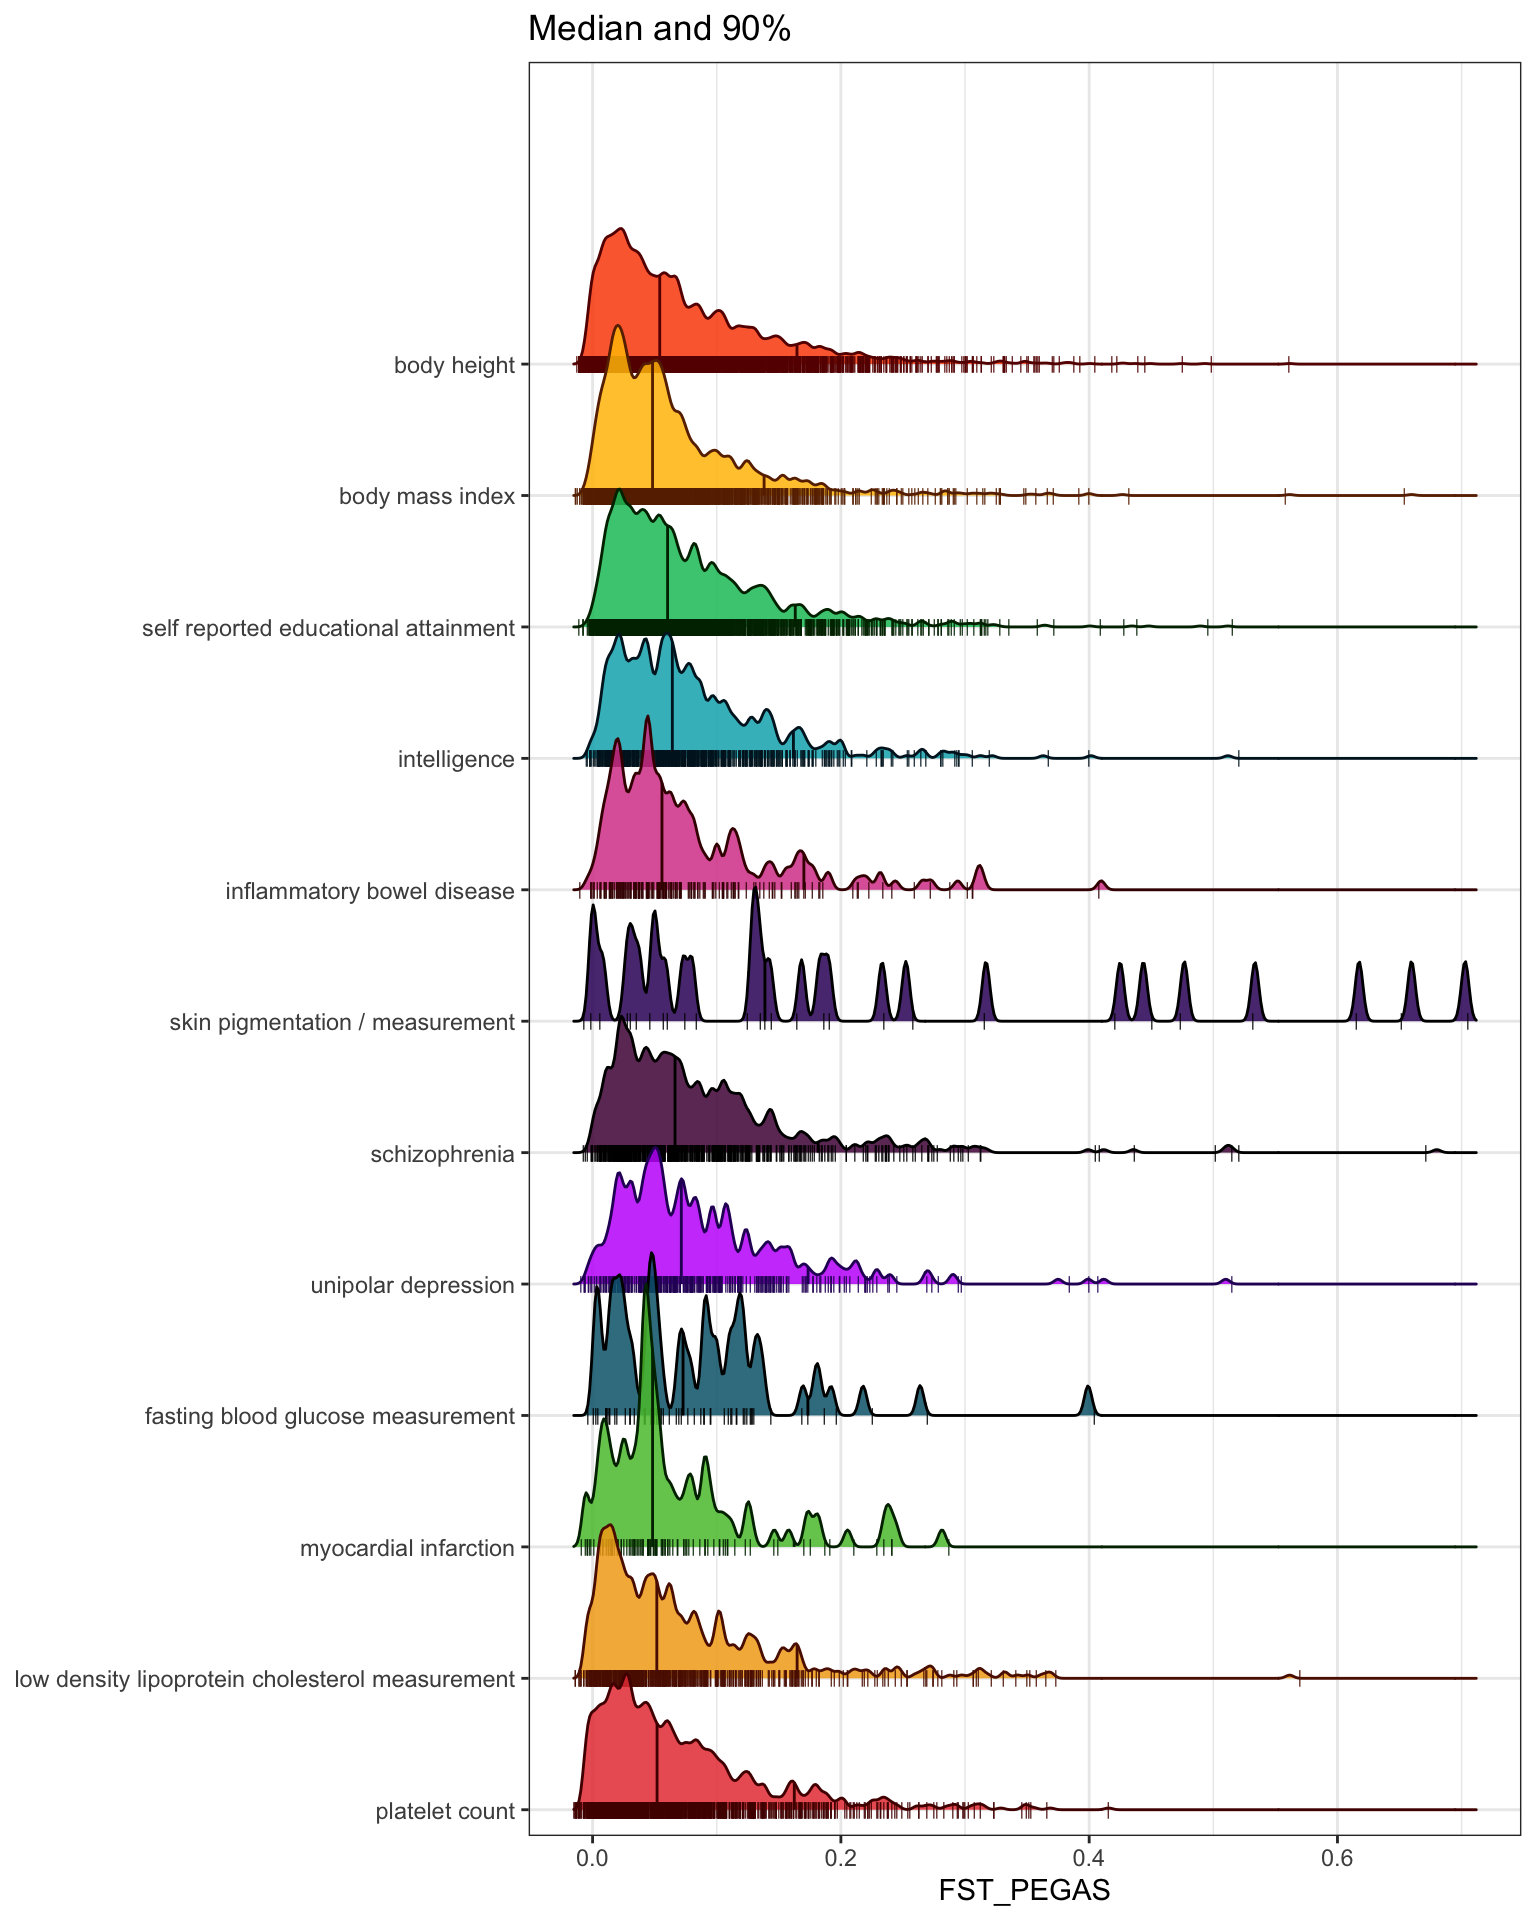 Median and 90%
body height
body mass index
self reported educational attainment
intelligence
inflammatory bowel disease
skin pigmentation / measurement
schizophrenia
unipolar depression
fasting blood glucose measurement
myocardial infarction
low density lipoprotein cholesterol measurement
platelet count
0.0 0.2 0.4 0.6
FST_PEGAS